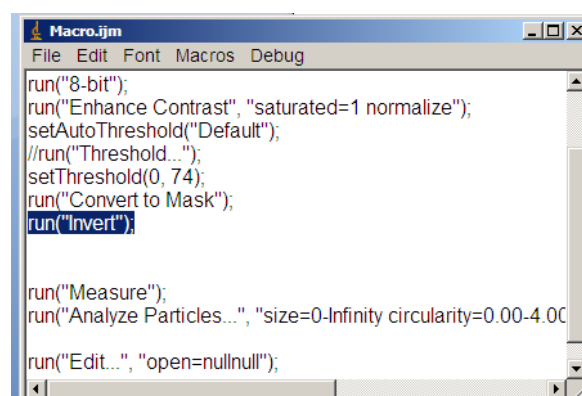 Macro.ijm
File Edit Font Macros Debug
run("8-bit");
run("Enhance Contrast", "saturated=1 normalize");
setAutoThreshold("Default");
//run("Threshold...");
setThreshold(0, 74);
run("Convert to Mask");
run("Invert");
run("Measure");
run("Analyze Particles...", "size=0-Infinity circularity=0.00-4.00
run("Edit...", "open=nullnull");